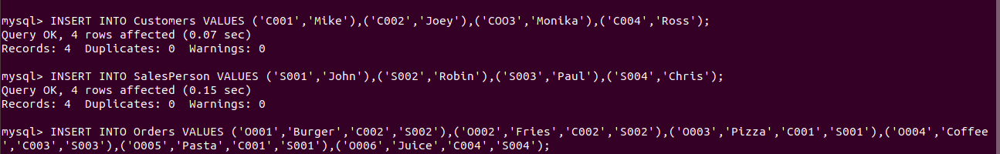 mysql> INSERT INTO Customers VALUES ('C001','Mike'),('C002','Joey'),('COO3','Monika'),('C004','Ross');
Query OK, 4 rows affected (0.07 sec)
Records: 4  Duplicates: 0  Warnings: 0
mysql> INSERT INTO SalesPerson VALUES ('S001','John'),('S002','Robin'),('S003','Paul'),('S004','Chris');
Query OK, 4 rows affected (0.15 sec)
Records: 4  Duplicates: 0  Warnings: 0
mysql> INSERT INTO Orders VALUES ('O001','Burger','C002','S002'),('O002','Fries','C002','S002'),('O003','Pizza','C001','S001'),('O004','Coffee
','C003','S003'),('O005','Pasta','C001','S001'),('O006','Juice','C004','S004');